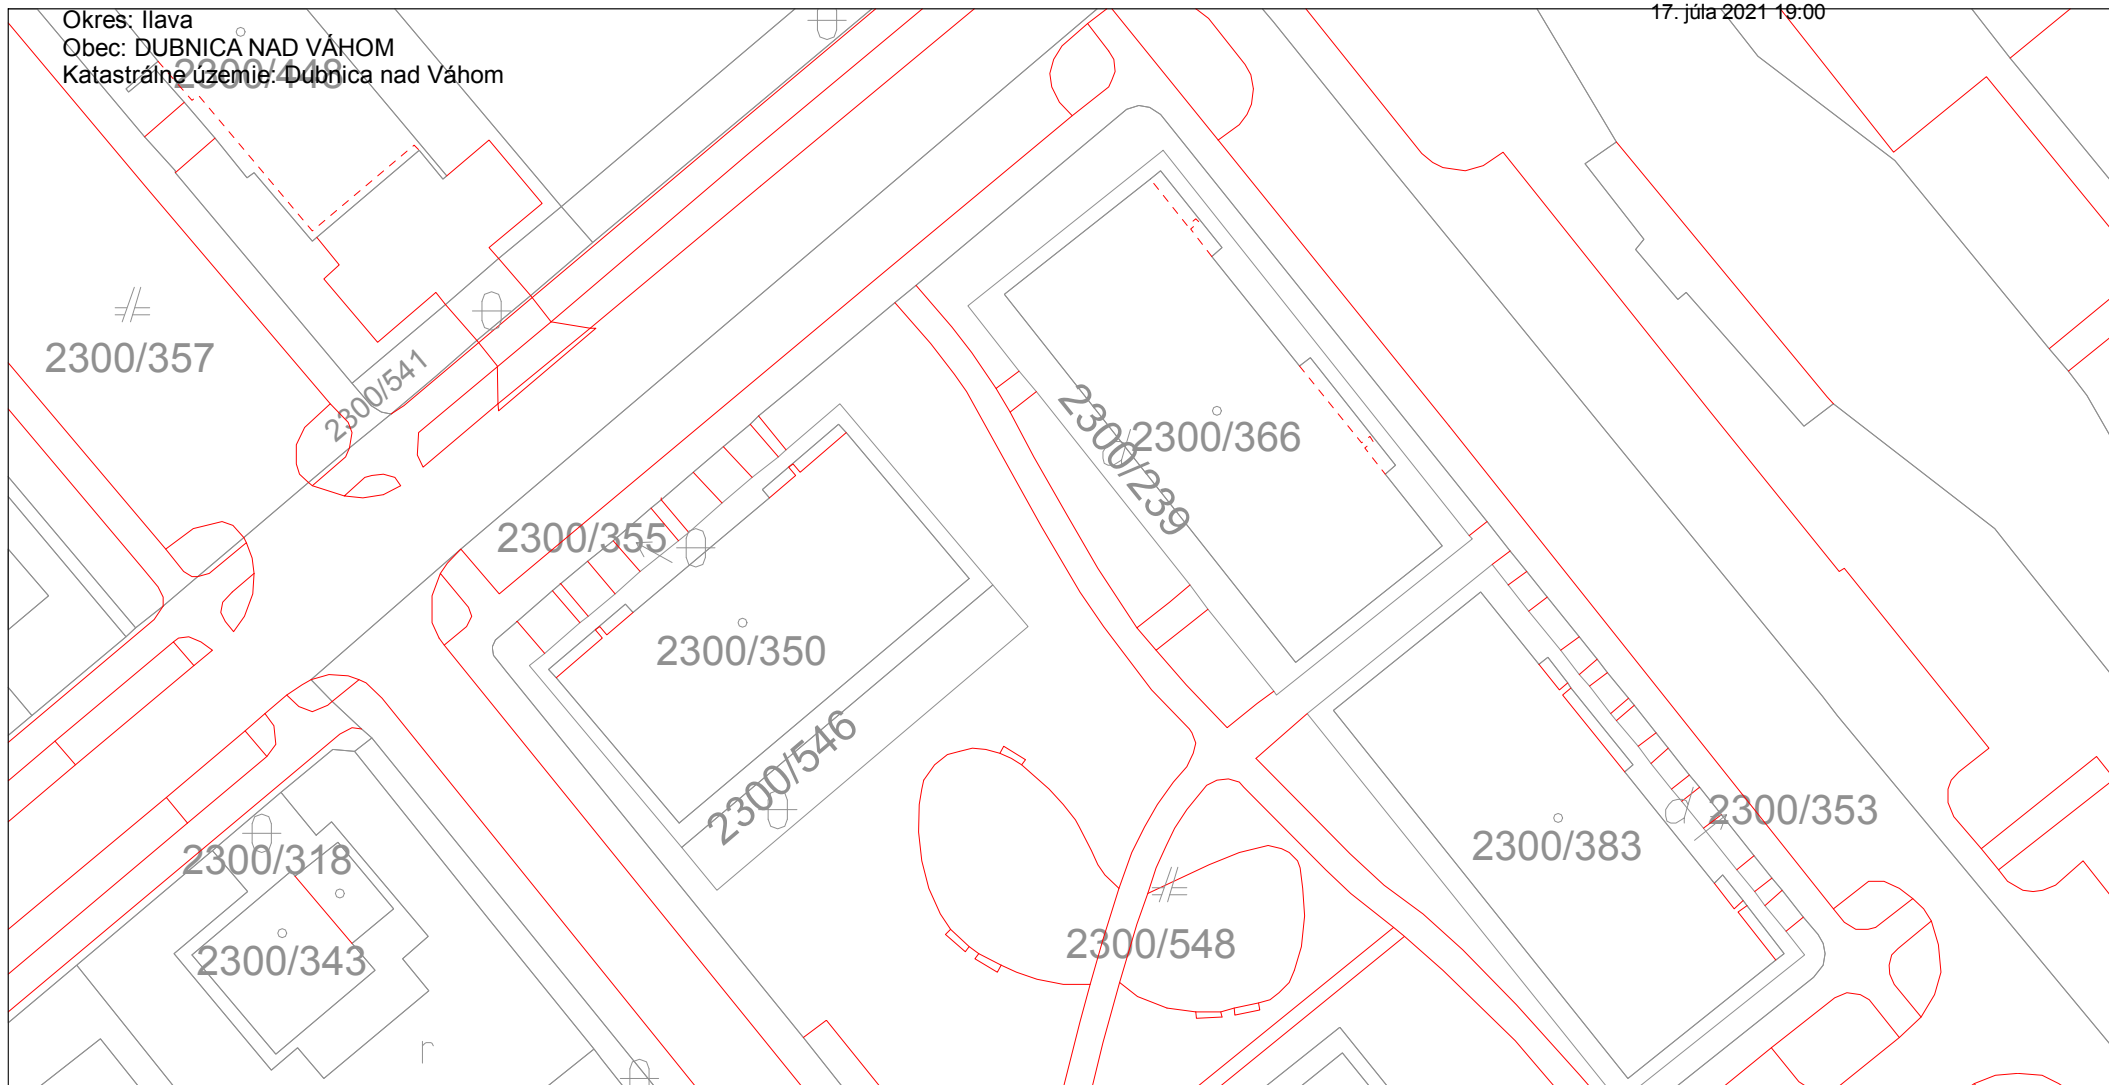 Okres: Ilava
17. júla 2021 19:00
Obec: DUBNICA NAD VÁHOM
Katastrálne územie: Dubnica nad Váhom
2300/448
2300/357
2300/541
2300/366
2300/239
2300/355
2300/350
2300/546
2300/353
2300/383
2300/318
2300/548
2300/343
r